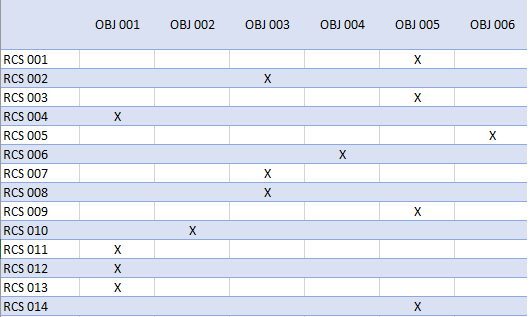 OBJ 001 OBJ 002 OBJ 003 OBJ 004 OBJ 005 OBJ 006
RCS 001 X
RCS 002 X
RCS 003 X
RCS 004 X
RCS 005 X
RCS 006 X
RCS 007 X
RCS 008 X
RCS 009 X
RCS 010 X
RCS 011 X
RCS 012 X
RCS 013 X
RCS 014 X